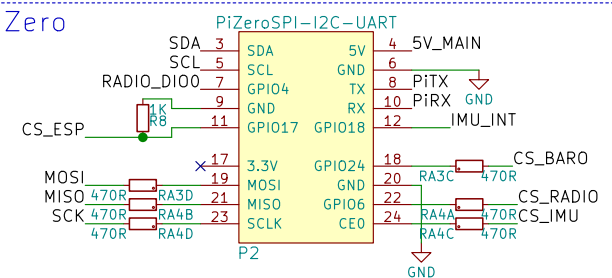 Zero
PiZeroSPI-I2C-UART
SDA 3 SDA 5V 4 5V_MAIN
SCL 5 SCL GND 6
RADIO_DIO0 7 GPIO4 TX 8 PiTX
GND
1K 9 GND RX 10 PiRX
R8
CS_ESP 11 GPIO17 GPIO18 12 IMU_INT
17 3.3V GPIO24 18 RA3C 470R CS_BARO
MOSI 470R RA3D 19 MOSI GND 20
MISO 470R RA4B 21 MISO GPIO6 22 RA4A 470R CS_RADIO
SCK 470R RA4D 23 SCLK CE0 24 RA4C 470R CS_IMU
P2
GND